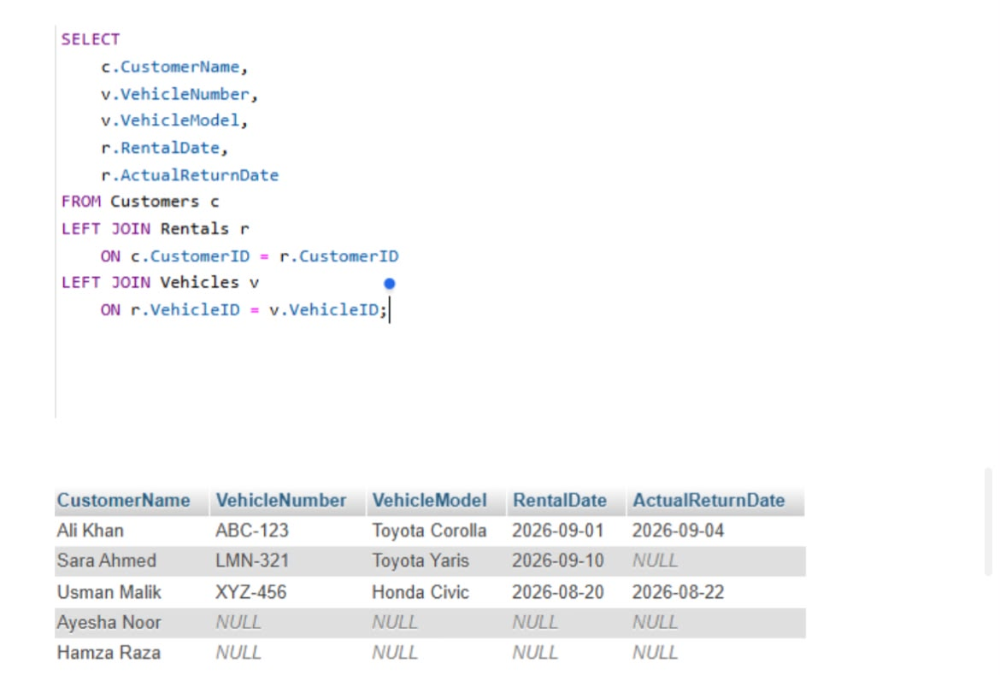 SELECT
c.CustomerName,
v.VehicleNumber,
v.VehicleModel,
r.RentalDate,
r.ActualReturnDate
FROM Customers c
LEFT JOIN Rentals r
ON c.CustomerID = r.CustomerID
LEFT JOIN Vehicles v
ON r.VehicleID = v.VehicleID;
CustomerName VehicleNumber VehicleModel RentalDate ActualReturnDate
Ali Khan ABC-123 Toyota Corolla 2026-09-01 2026-09-04
Sara Ahmed LMN-321 Toyota Yaris 2026-09-10 NULL
Usman Malik XYZ-456 Honda Civic 2026-08-20 2026-08-22
Ayesha Noor NULL NULL NULL NULL
Hamza Raza NULL NULL NULL NULL